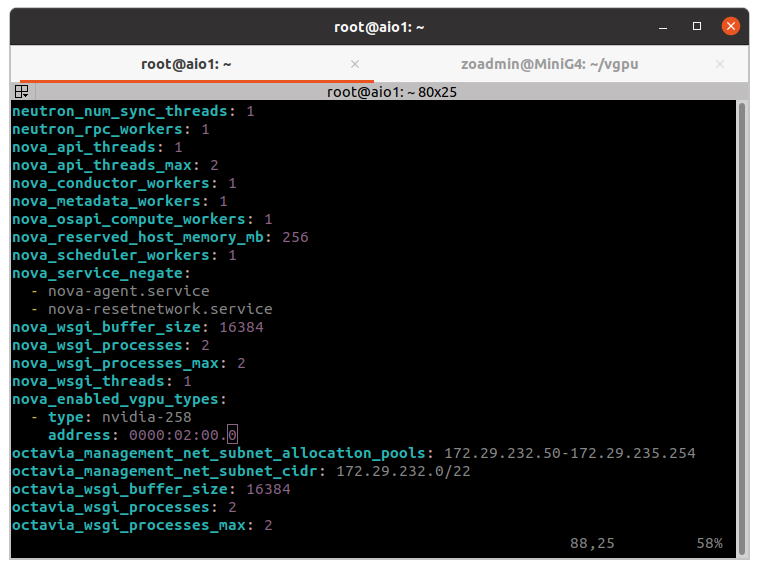 root@aio1: ~
root@aio1: ~ × zoadmin@MiniG4: ~/vgpu ×
root@aio1: ~ 80x25
neutron_num_sync_threads: 1
neutron_rpc_workers: 1
nova_api_threads: 1
nova_api_threads_max: 2
nova_conductor_workers: 1
nova_metadata_workers: 1
nova_osapi_compute_workers: 1
nova_reserved_host_memory_mb: 256
nova_scheduler_workers: 1
nova_service_negate:
  - nova-agent.service
  - nova-resetnetwork.service
nova_wsgi_buffer_size: 16384
nova_wsgi_processes: 2
nova_wsgi_processes_max: 2
nova_wsgi_threads: 1
nova_enabled_vgpu_types:
  - type: nvidia-258
    address: 0000:02:00.0
octavia_management_net_subnet_allocation_pools: 172.29.232.50-172.29.235.254
octavia_management_net_subnet_cidr: 172.29.232.0/22
octavia_wsgi_buffer_size: 16384
octavia_wsgi_processes: 2
octavia_wsgi_processes_max: 2
88,25 58%